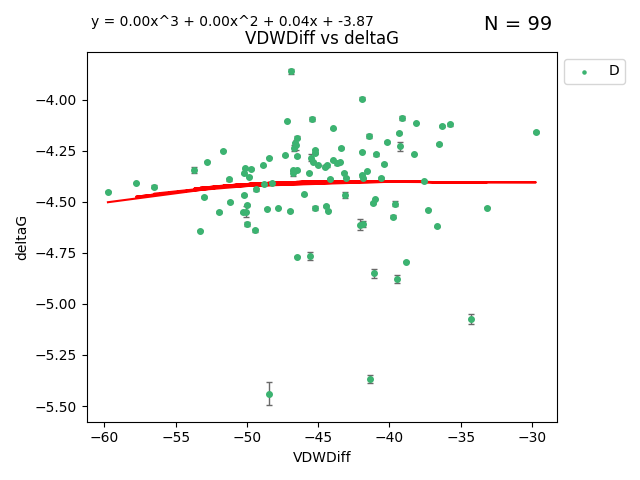 y = 0.00x^3 + 0.00x^2 + 0.04x + -3.87
N = 99
VDWDiff vs deltaG
D
−4.00
−4.25
−4.50
−4.75
−5.00
−5.25
−5.50
deltaG
−60 −55 −50 −45 −40 −35 −30
VDWDiff